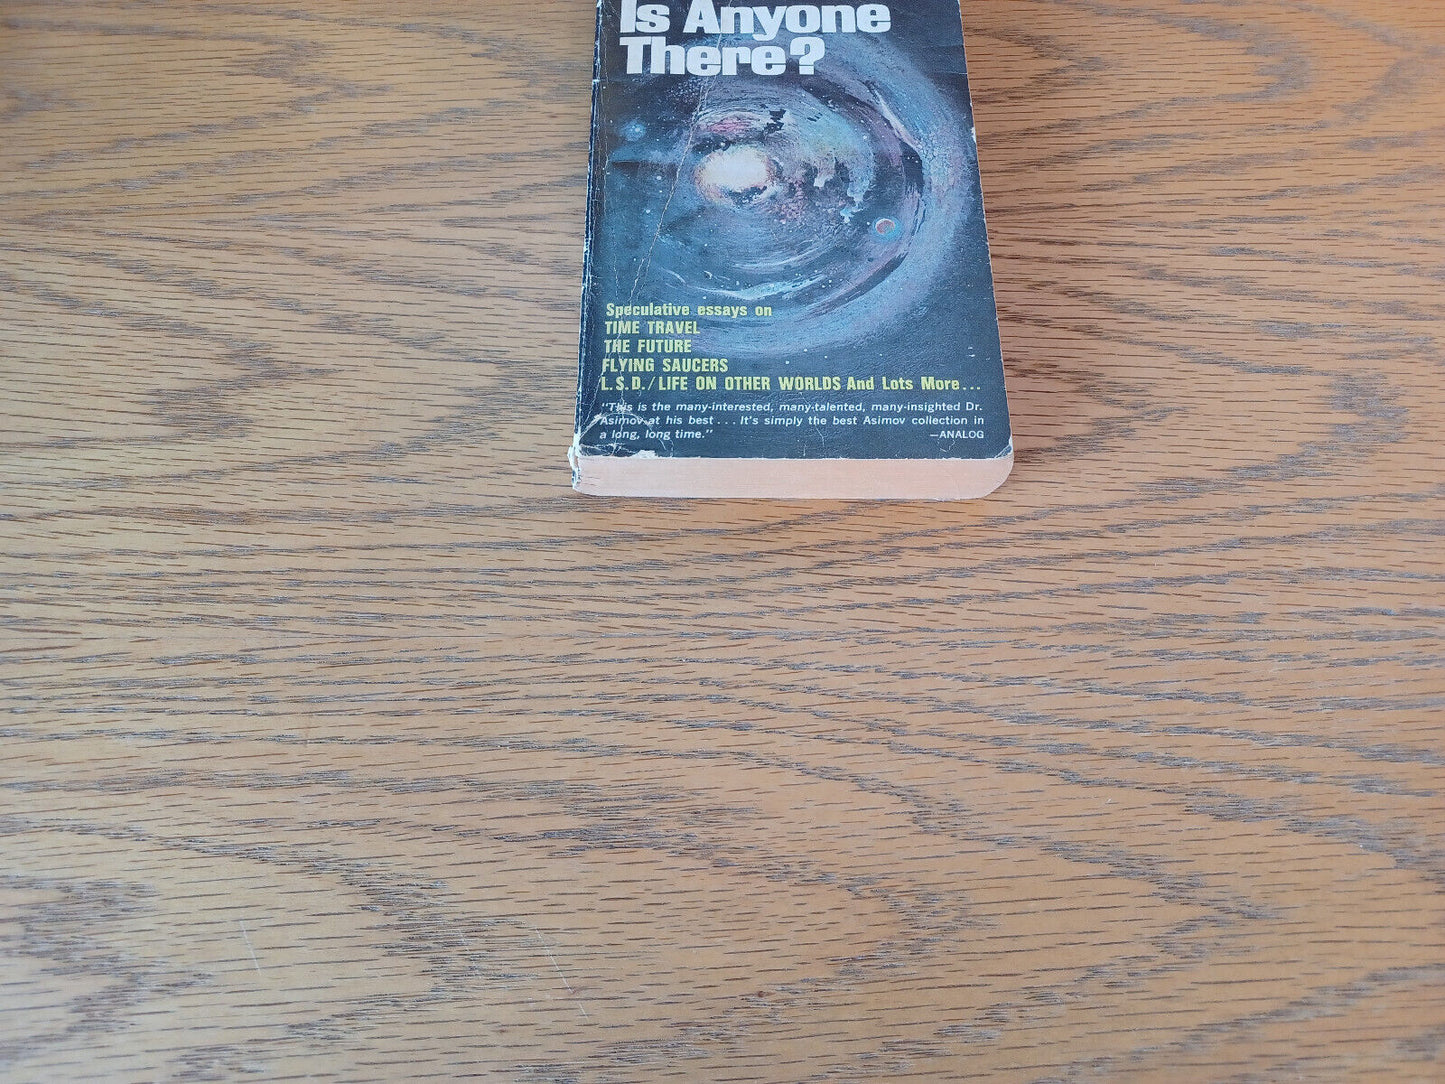 Is Anyone
There?
Speculative essays on
TIME TRAVEL
THE FUTURE
FLYING SAUCERS
L.S.D./LIFE ON OTHER WORLDS And Lots More...
"This is the many-interested, many-talented, many-insighted Dr.
Asimov at his best... It's simply the best Asimov collection in
a long, long time." —ANALOG